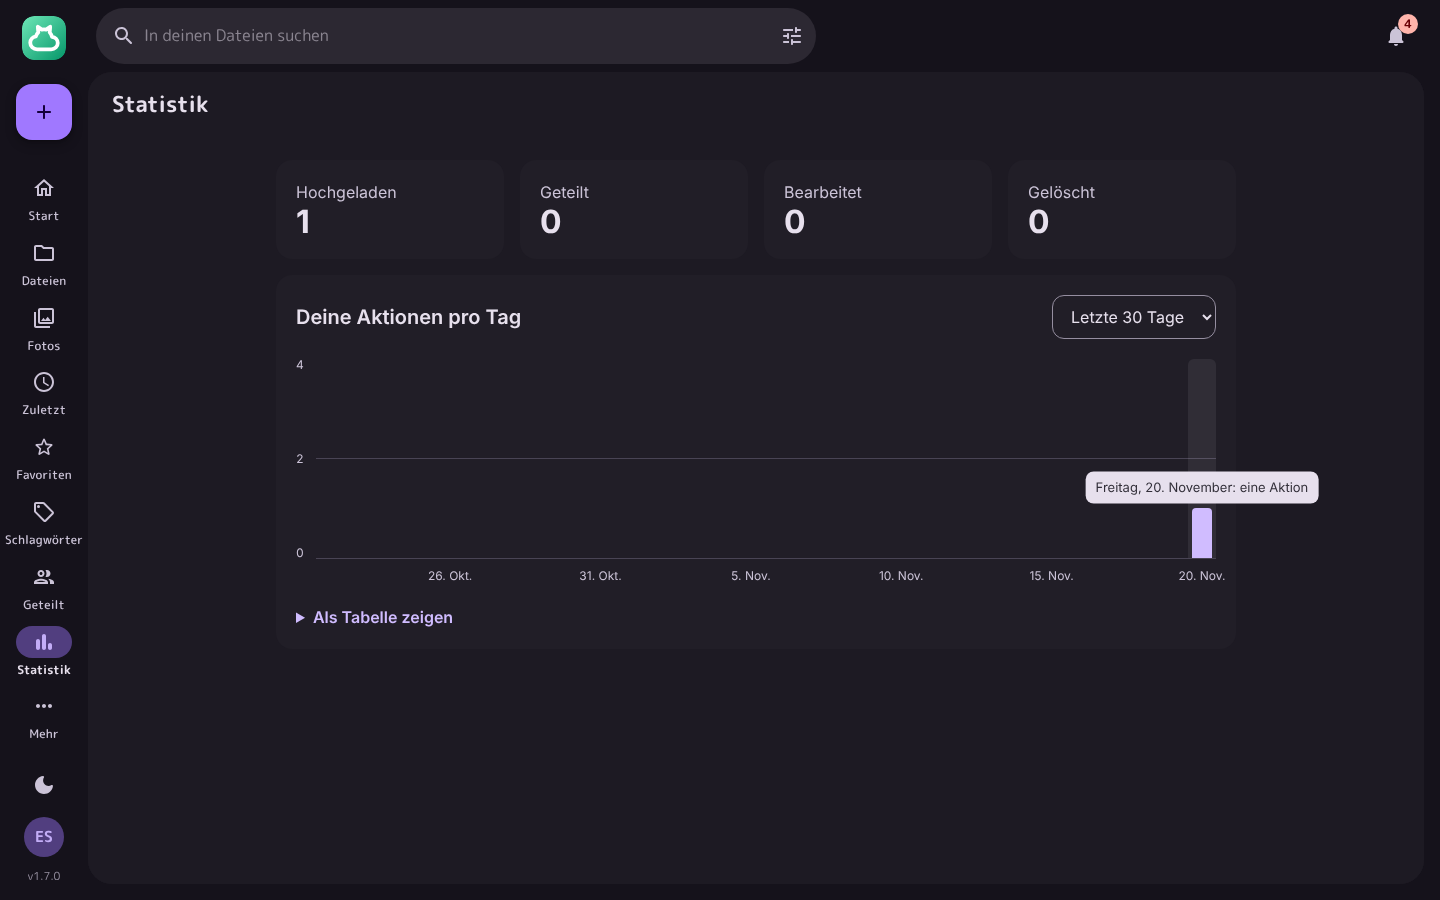 In deinen Dateien suchen
4
Statistik
Start
Dateien
Fotos
Zuletzt
Favoriten
Schlagwörter
Geteilt
Statistik
Mehr
ES
v1.7.0
Hochgeladen
1
Geteilt
0
Bearbeitet
0
Gelöscht
0
Deine Aktionen pro Tag
Letzte 30 Tage
4
2
0
Freitag, 20. November: eine Aktion
26. Okt.
31. Okt.
5. Nov.
10. Nov.
15. Nov.
20. Nov.
Als Tabelle zeigen